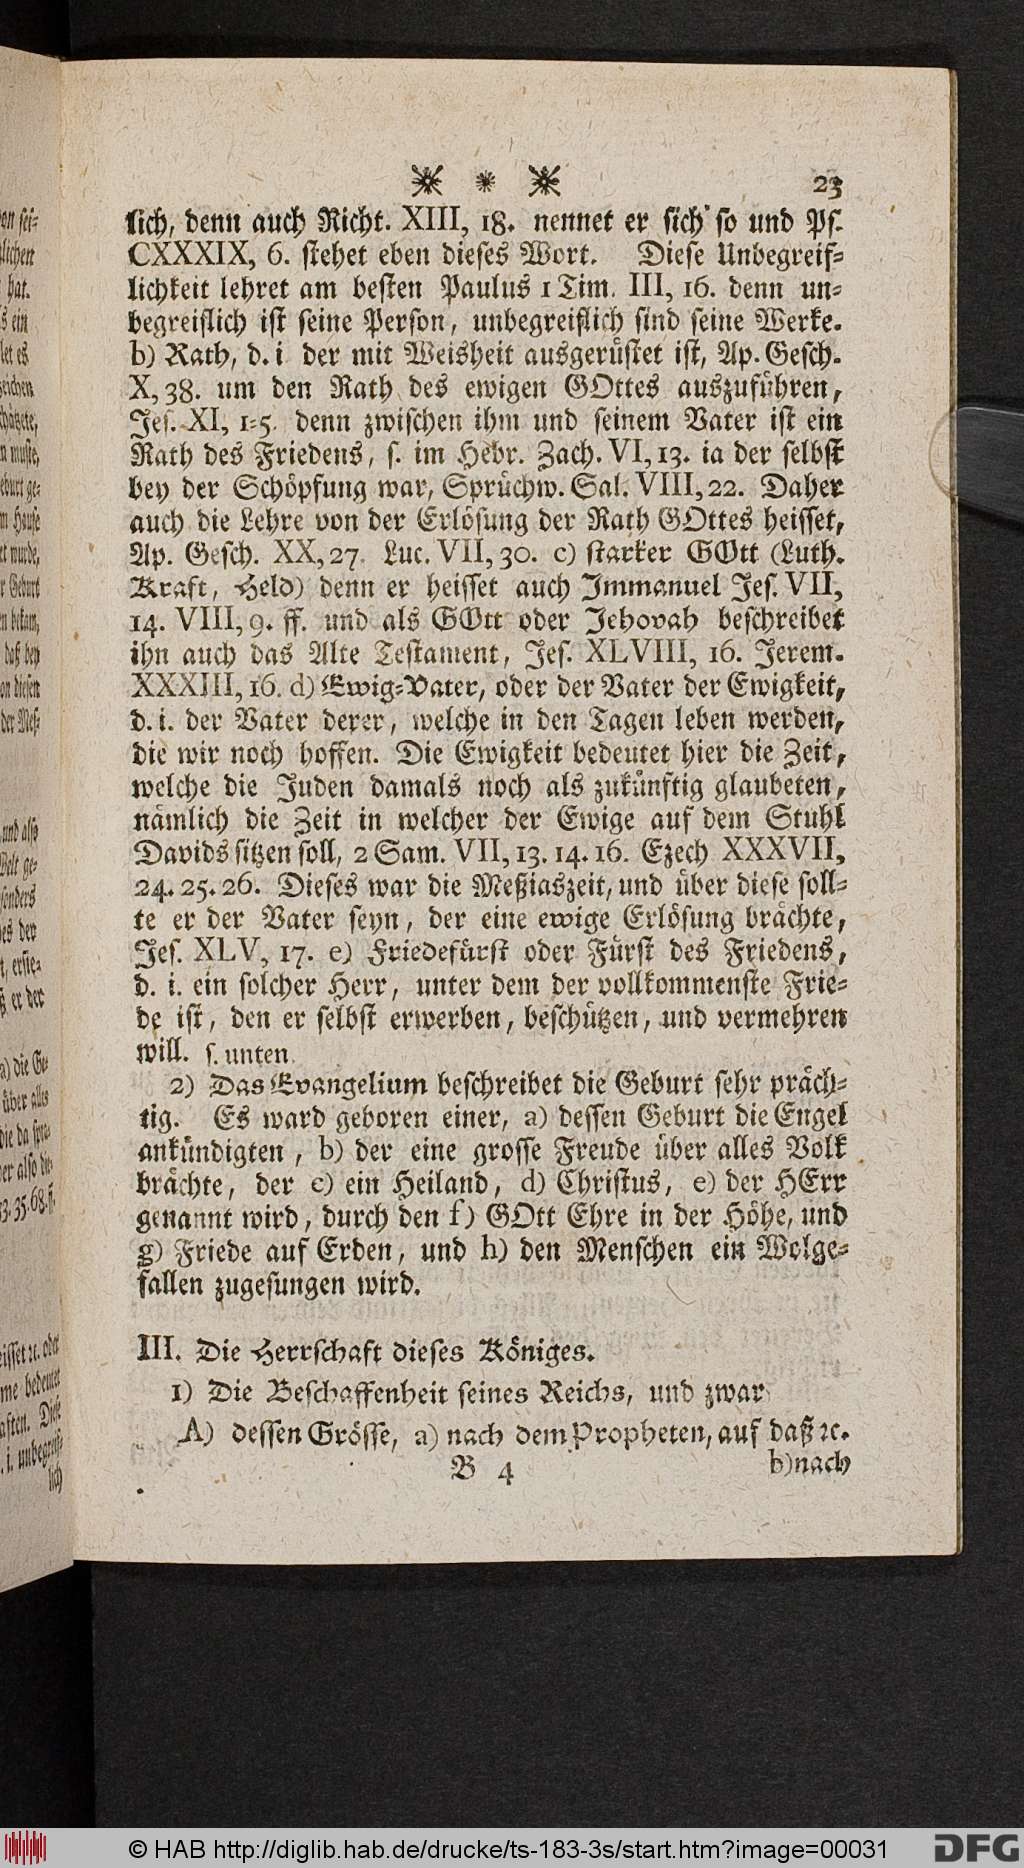 23
lich, denn auch Richt. XIII, 18. nennet er sich so und Ps.
CXXXIX, 6. stehet eben dieses Wort. Diese Unbegreif-
lichkeit lehret am besten Paulus 1 Tim. III, 16. denn un-
begreiflich ist seine Person, unbegreiflich sind seine Werke.
b) Rath, d. i der mit Weisheit ausgerüstet ist, Ap. Gesch.
X, 38. um den Rath des ewigen GOttes auszuführen,
Jes. XI, 1-5. denn zwischen ihm und seinem Vater ist ein
Rath des Friedens, s. im Hebr. Zach. VI, 13. ia der selbst
bey der Schöpfung war, Sprüchw. Sal. VIII, 22. Daher
auch die Lehre von der Erlösung der Rath GOttes heisset,
Ap. Gesch. XX, 27. Luc. VII, 30. c) starker GOtt (Luth.
Kraft, Held) denn er heisset auch Immanuel Jes. VII,
14. VIII, 9. ff. und als GOtt oder Jehovah beschreibet
ihn auch das Alte Testament, Jes. XLVIII, 16. Jerem.
XXXIII, 16. d) Ewig-Vater, oder der Vater der Ewigkeit,
d. i. der Vater derer, welche in den Tagen leben werden,
die wir noch hoffen. Die Ewigkeit bedeutet hier die Zeit,
welche die Juden damals noch als zukünftig glaubeten,
nämlich die Zeit in welcher der Ewige auf dem Stuhl
Davids sitzen soll, 2 Sam. VII, 13. 14. 16. Ezech XXXVII,
24. 25. 26. Dieses war die Meßiaszeit, und über diese soll-
te er der Vater seyn, der eine ewige Erlösung brächte,
Jes. XLV, 17. e) Friedefürst oder Fürst des Friedens,
d. i. ein solcher Herr, unter dem der vollkommenste Frie-
de ist, den er selbst erwerben, beschützen, und vermehren
will. s. unten
2) Das Evangelium beschreibet die Geburt sehr präch-
tig. Es ward geboren einer, a) dessen Geburt die Engel
ankündigten, b) der eine grosse Freude über alles Volk
brächte, der c) ein Heiland, d) Christus, e) der HErr
genannt wird, durch den f) GOtt Ehre in der Höhe, und
g) Friede auf Erden, und h) den Menschen ein Wolge-
fallen zugesungen wird.
III. Die Herrschaft dieses Königes.
1) Die Beschaffenheit seines Reichs, und zwar
A) dessen Grösse, a) nach dem Propheten, auf daß ꝛc.
B 4
b) nach
© HAB http://diglib.hab.de/drucke/ts-183-3s/start.htm?image=00031
DFG